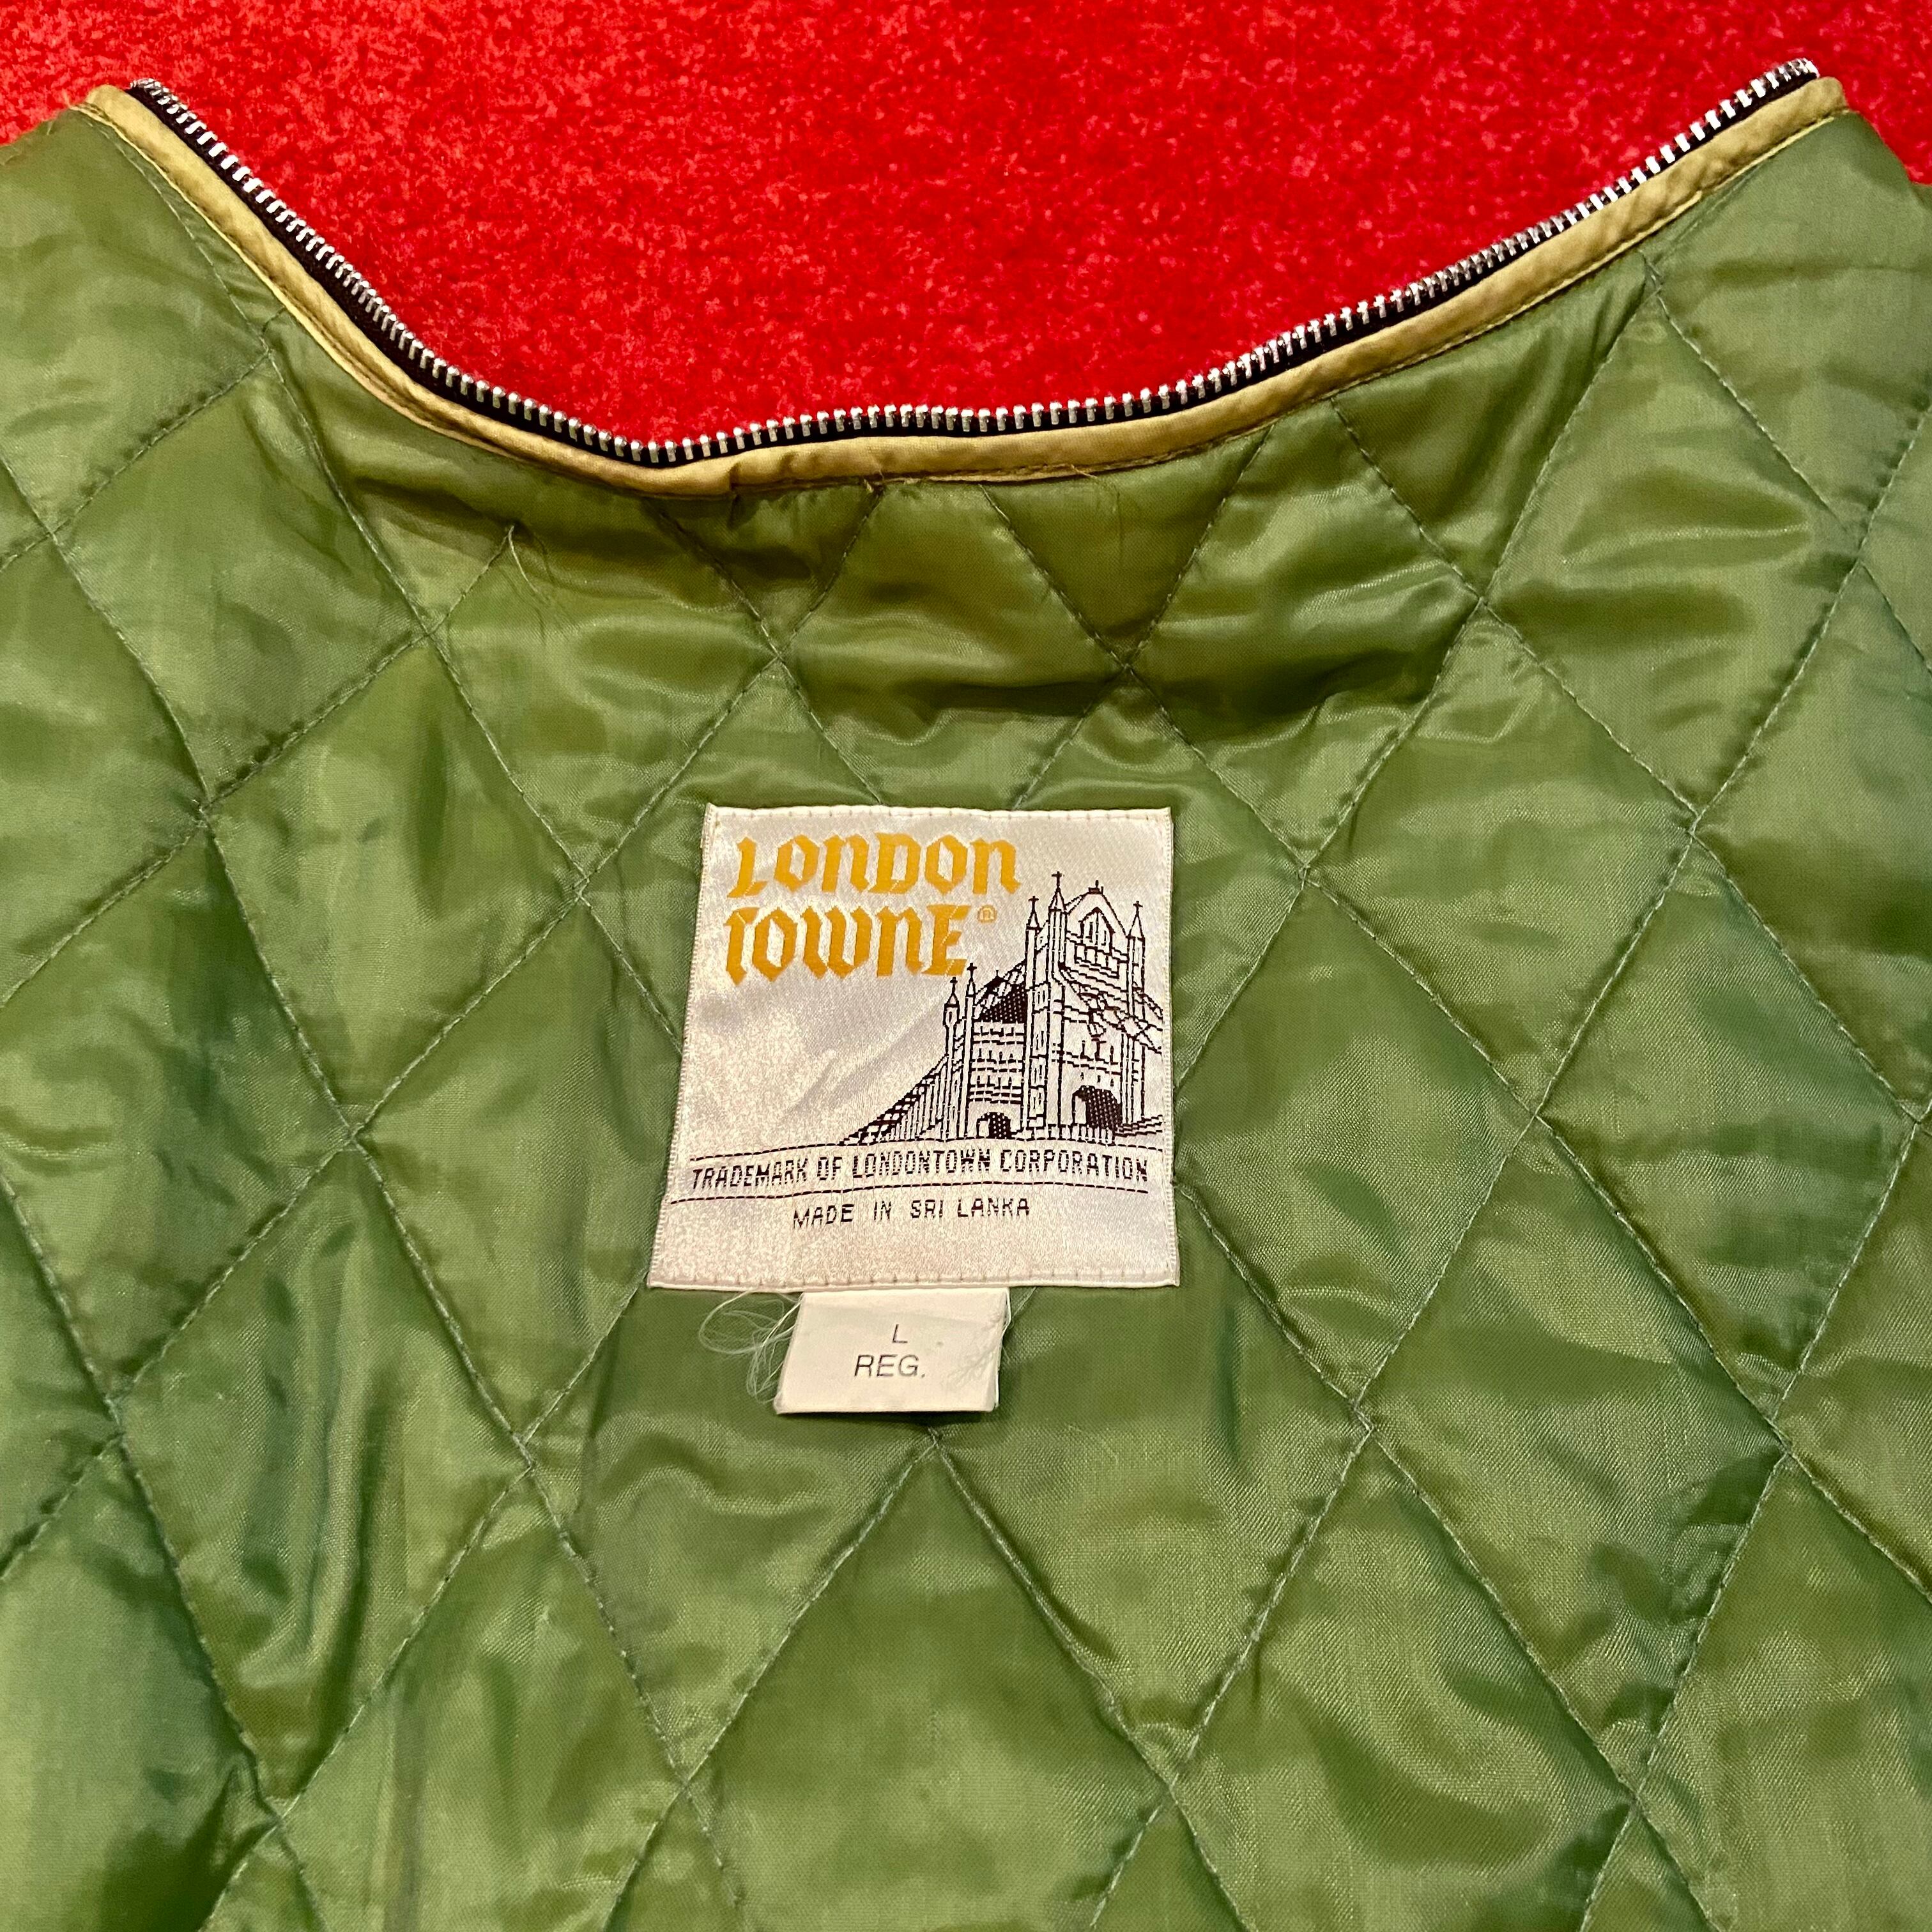 LONDON
TOWNE®
TRADEMARK OF LONDONTOWN CORPORATION
MADE IN SRI LANKA
L
REG.